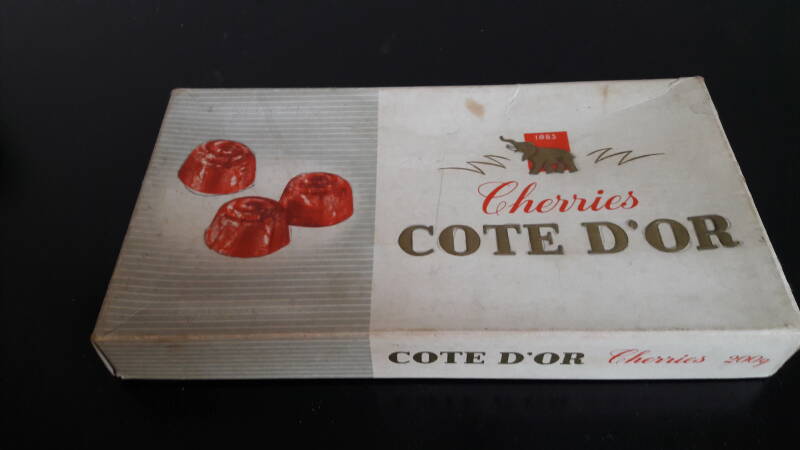 1883
Cherries
COTE D'OR
COTE D'OR Cherries 200g